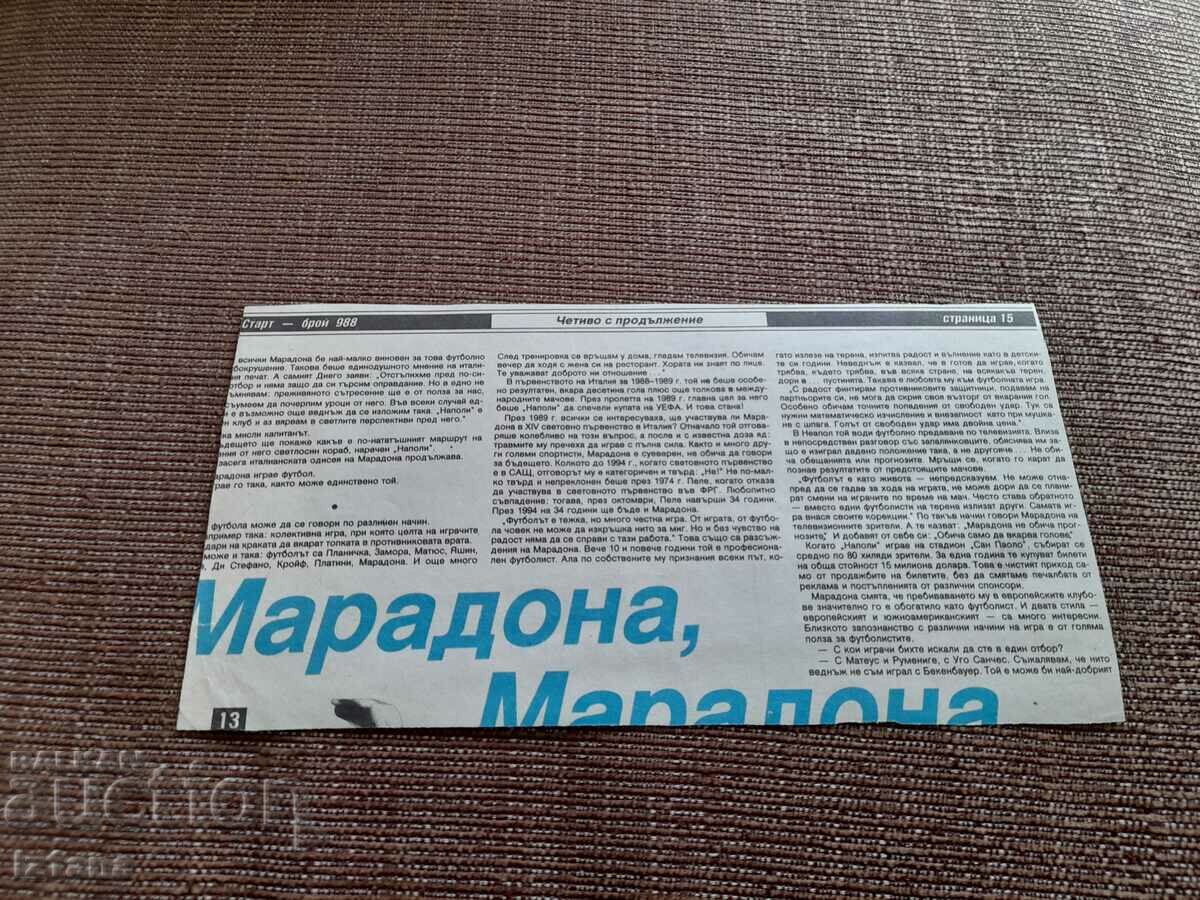 Старт — брой 988
Четиво с продължение
страница 15
всички Марадона бе най-малко виновен за това футболно
бокрушение. Такова беше единодушното мнение на итали-
ия печат. А самият Диего заяви: „Отстъпихме пред по-си-
отбор и няма защо да си търсим оправдание. Но в едно не
мнявам: преживяното сътресение ще е от полза за нас,
съумеем да почерпим уроци от него. Във всеки случай ед-
е възможно още веднъж да се изложим така. „Наполи" е
н клуб и аз вярвам в светлите перспективи пред него."
ка мисли капитанът.
дещето ще покаже какъв е по-нататъшният маршрут на
ния от него светлосин кораб, наречен „Наполи".
засега италианската одисея на Марадона продължава.
арадона играе футбол.
рае го така, както може единствено той.
футбола може да се говори по различен начин.
пример така: колективна игра, при която целта на играчите
дари на краката да вкарат топката в противниковата врата.
може и така: футболът са Планичка, Замора, Матюс, Яшин,
, Ди Стефано, Кройф, Платини, Марадона. И още много
След тренировка се връщам у дома, гледам телевизия. Обичам
вечер да ходя с жена си на ресторант. Хората ни знаят по лице.
Те уважават доброто ни отношение . . ."
В първенството на Италия за 1988–1989 г. той не беше особе-
но резултатен, вкара десетина гола плюс още толкова в между-
народните мачове. През пролетта на 1989 г. главна цел за него
беше „Наполи" да спечели купата на УЕФА. И това стана!
През 1989 г. всички се интересуваха, ще участвува ли Мара-
дона в XIV световно първенство в Италия? Отначало той отгова-
ряше колебливо на този въпрос, а после и с известна доза яд:
травмите му пречеха да играе с пълна сила. Както и много дру-
ги големи спортисти, Марадона е суеверен, не обича да говори
за бъдещето. Колкото до 1994 г., когато световното първенство
е в САЩ, отговорът му е категоричен и твърд: „Не!" Не по-мал-
ко твърд и непреклонен беше през 1974 г. Пеле, когато отказа
да участвува в световното първенство във ФРГ. Любопитно
съвпадение: тогава, през октомври, Пеле навърши 34 години.
През 1994 на 34 години ще бъде и Марадона.
„Футболът е тежка, но много честна игра. От играта, от футбо-
ла човек не може да изкръшка нито за миг. Но и без чувство на
радост няма да се справи с тази работа." Това също са разсъж-
дения на Марадона. Вече 10 и повече години той е професиона-
лен футболист. Ала по собствените му признания всеки път, ко-
гато излезе на терена, изпитва радост и вълнение като в детски-
те си години. Неведнъж е казвал, че е готов да играе, когато
трябва, където трябва, във всяка страна, на всякакъв терен,
дори в . . . пустинята. Такава е любовта му към футболната игра.
„С радост финтирам противниковите защитници, подавам на
партньорите си, не мога да скрия своя възторг от вкарания гол.
Особено обичам точните попадения от свободен удар. Тук са
нужни математическо изчисление и внезапност като при мушка-
не с шпага. Голът от свободен удар има двойна цена."
В Неапол той води футболно предаване по телевизията. Влиза
в непосредствен разговор със запалянковците, обяснява им за-
що е изиграл дадено положение така, а не другояче . . . Не оби-
ча обещанията или прогнозите. Мръщи се, когато го карат да
познае резултатите от предстоящите мачове.
„Футболът е като живота — непредсказуем. Не може отна-
пред да се гадае за хода на играта, не може дори да се плани-
рат смени на играчите по време на мач. Често става обратното
— вместо едни футболисти на терена излизат други. Самата иг-
ра внася своите корекции." По такъв начин говори Марадона на
телевизионните зрители. А те казват: „Марадона не обича прог-
нозите." И добавят от себе си: „Обича само да вкарва голове."
Когато „Наполи" играе на стадион „Сан Паоло", събират се
средно по 80 хиляди зрители. За една година те купуват билети
на обща стойност 15 милиона долара. Това е чистият приход са-
мо от продажбите на билетите, без да смятаме печалбата от
реклама и постъпленията от различни спонсори.
Марадона смята, че пребиваването му в европейските клубо-
ве значително го е обогатило като футболист. И двата стила —
европейският и южноамериканският — са много интересни.
Близкото запознанство с различни начини на игра е от голяма
полза за футболистите.
— С кои играчи бихте искали да сте в един отбор?
— С Матеус и Румениге, с Уго Санчес. Съжалявам, че нито
веднъж не съм играл с Бекенбауер. Той е може би най-добрият
Марадона,
Марадона
13
БАЛКАН
аукцион
iztans